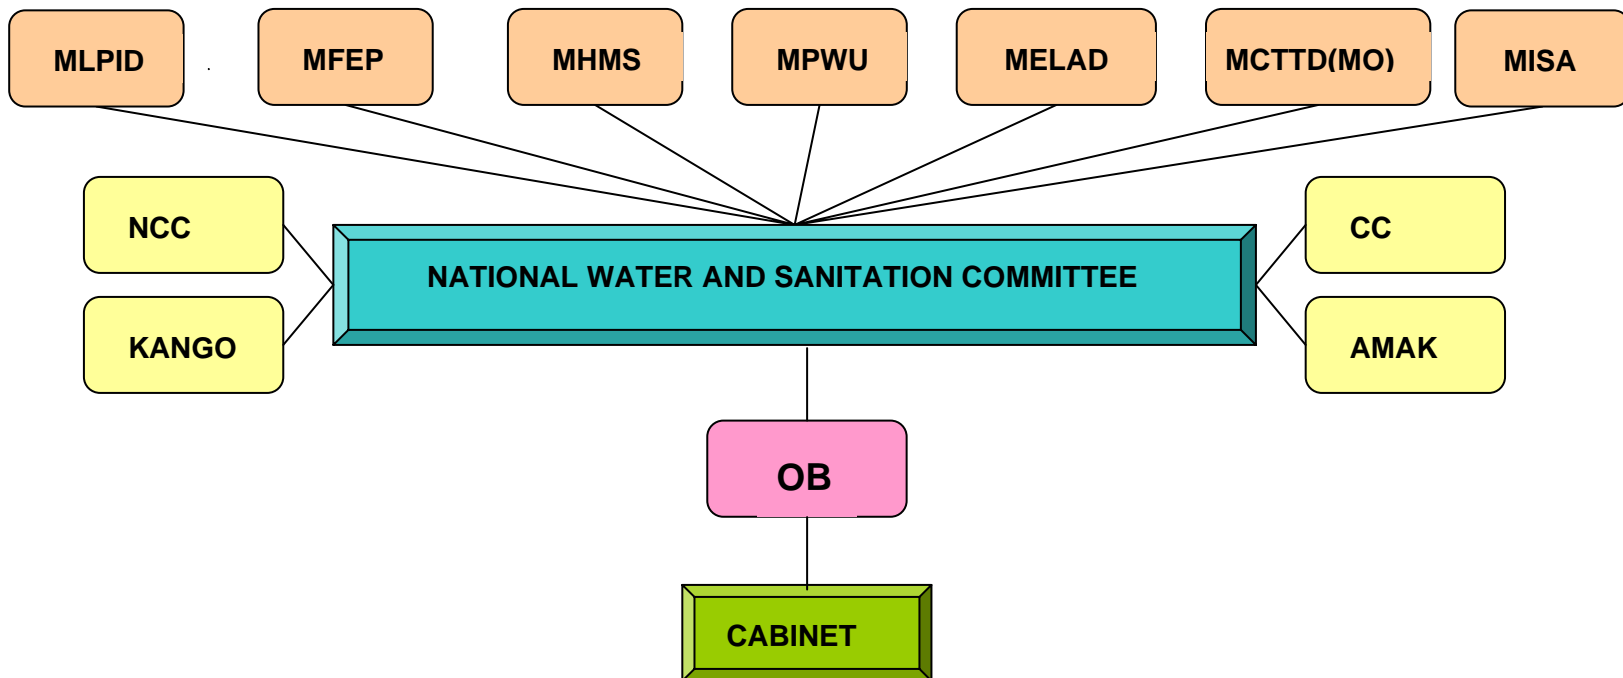 MLPID
MFEP
MHMS
MPWU
MELAD
MCTTD(MO)
MISA
NCC
CC
NATIONAL WATER AND SANITATION COMMITTEE
KANGO
AMAK
OB
CABINET